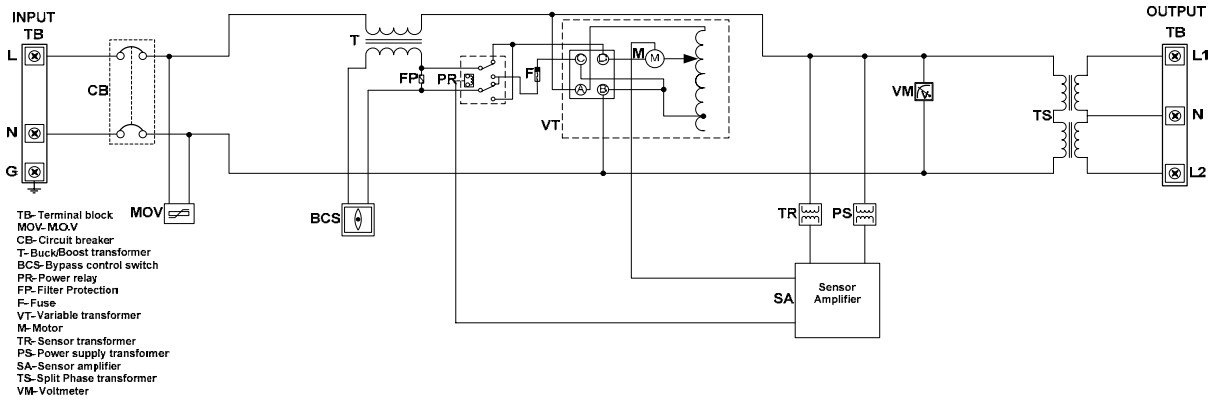 INPUT
TB
L
N
G
CB
MOV
T
FP
PR
F
C
D
A
B
M
M
VT
BCS
TR
PS
SA
Sensor
Amplifier
VM
TS
OUTPUT
TB
L1
N
L2
TB-Terminal block
MOV-M.O.V
CB-Circuit breaker
T-Buck/Boost transformer
BCS-Bypass control switch
PR-Power relay
FP-Filter Protection
F-Fuse
VT-Variable transformer
M-Motor
TR-Sensor transformer
PS-Power supply transformer
SA-Sensor amplifier
TS-Split Phase transformer
VM-Voltmeter